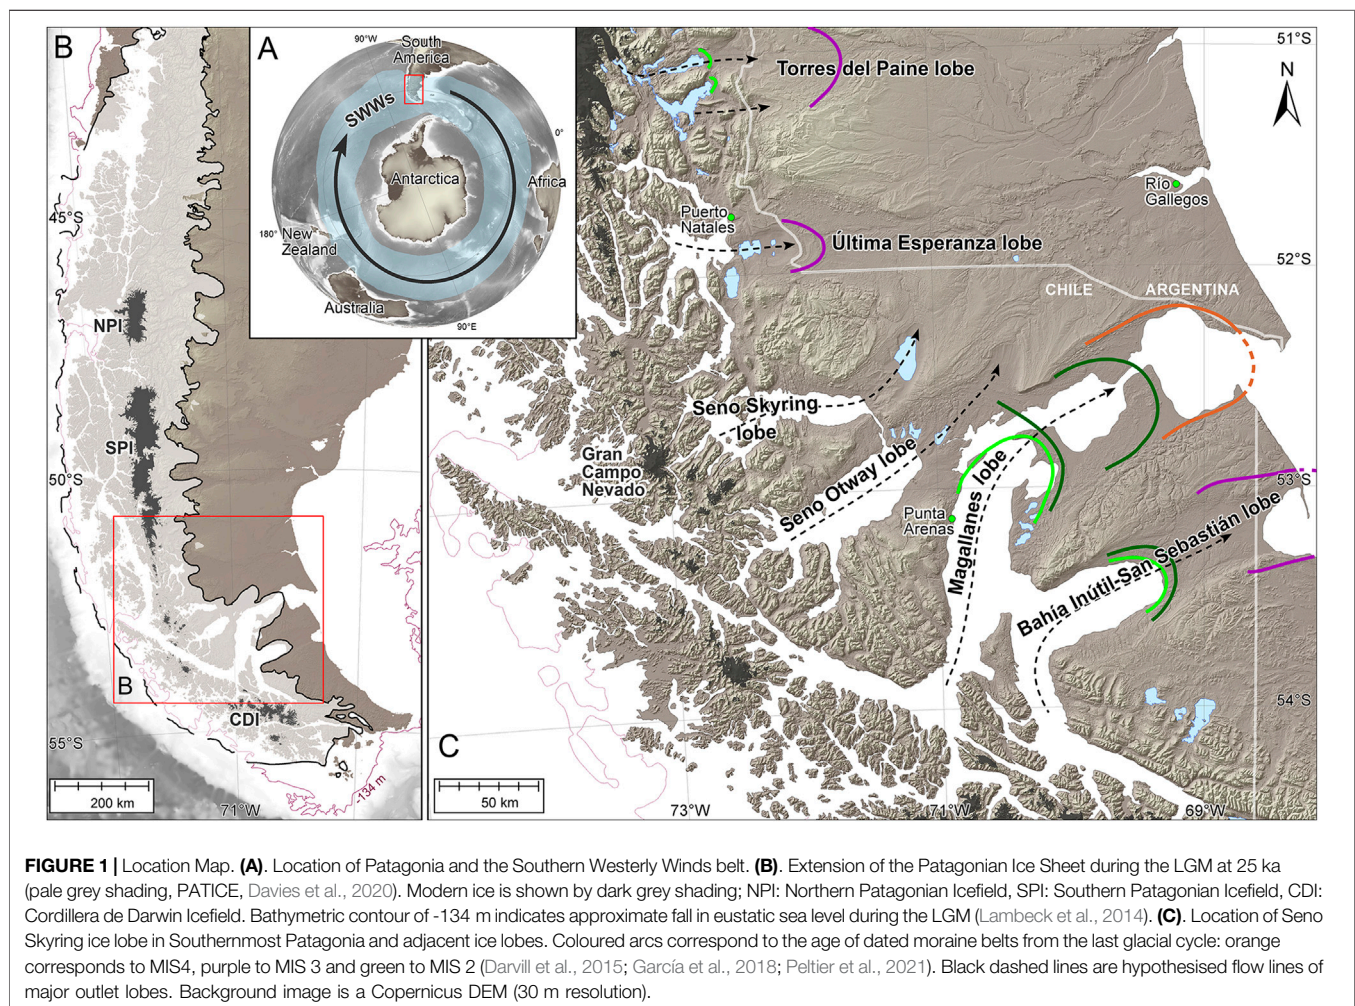 B
A
90°W
South
America
SWWs
0°
Antarctica
Africa
180°
New
Zealand
Australia
90°E
45°S
NPI
SPI
50°S
B
CDI
55°S
-134 m
200 km
71°W
51°S
N
Torres del Paine lobe
Río
Gallegos
Puerto
Natales
Última Esperanza lobe
52°S
CHILE
ARGENTINA
Seno Skyring
lobe
Gran
Campo
Nevado
Seno Otway lobe
Magallanes lobe
53°S
Punta
Arenas
Bahía Inútil-San Sebastián lobe
54°S
C
50 km
73°W
71°W
69°W
FIGURE 1 | Location Map. (A). Location of Patagonia and the Southern Westerly Winds belt. (B). Extension of the Patagonian Ice Sheet during the LGM at 25 ka
(pale grey shading, PATICE, Davies et al., 2020). Modern ice is shown by dark grey shading; NPI: Northern Patagonian Icefield, SPI: Southern Patagonian Icefield, CDI:
Cordillera de Darwin Icefield. Bathymetric contour of -134 m indicates approximate fall in eustatic sea level during the LGM (Lambeck et al., 2014). (C). Location of Seno
Skyring ice lobe in Southernmost Patagonia and adjacent ice lobes. Coloured arcs correspond to the age of dated moraine belts from the last glacial cycle: orange
corresponds to MIS4, purple to MIS 3 and green to MIS 2 (Darvill et al., 2015; García et al., 2018; Peltier et al., 2021). Black dashed lines are hypothesised flow lines of
major outlet lobes. Background image is a Copernicus DEM (30 m resolution).